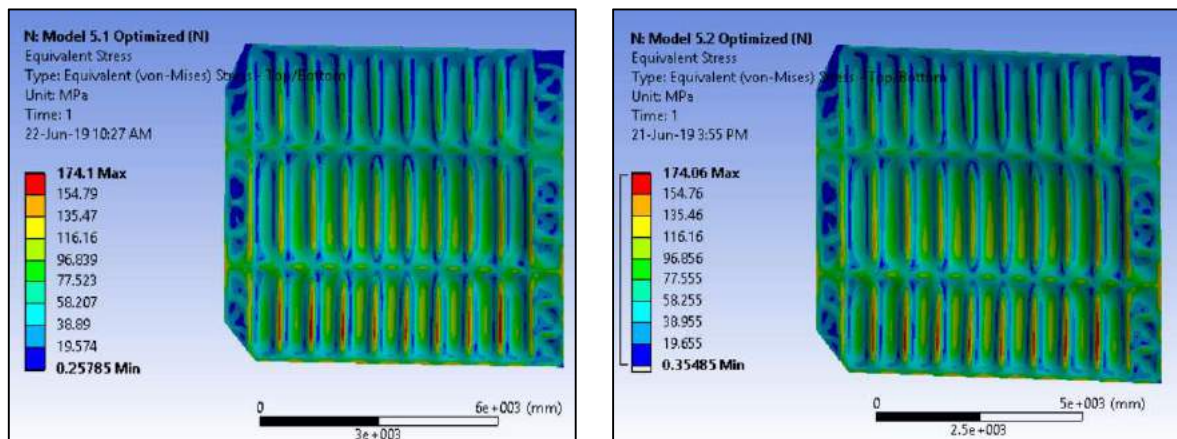 N: Model 5.1 Optimized (N)
Equivalent Stress
Type: Equivalent (von-Mises) Stress - Top/Bottom
Unit: MPa
Time: 1
22-Jun-19 10:27 AM
174.1 Max
154.79
135.47
116.16
96.839
77.523
58.207
38.89
19.574
0.25785 Min
0
6e+003 (mm)
3e+003
N: Model 5.2 Optimized (N)
Equivalent Stress
Type: Equivalent (von-Mises) Stress - Top/Bottom
Unit: MPa
Time: 1
21-Jun-19 3:55 PM
174.06 Max
154.76
135.46
116.16
96.856
77.555
58.255
38.955
19.655
0.35485 Min
0
5e+003 (mm)
2.5e+003